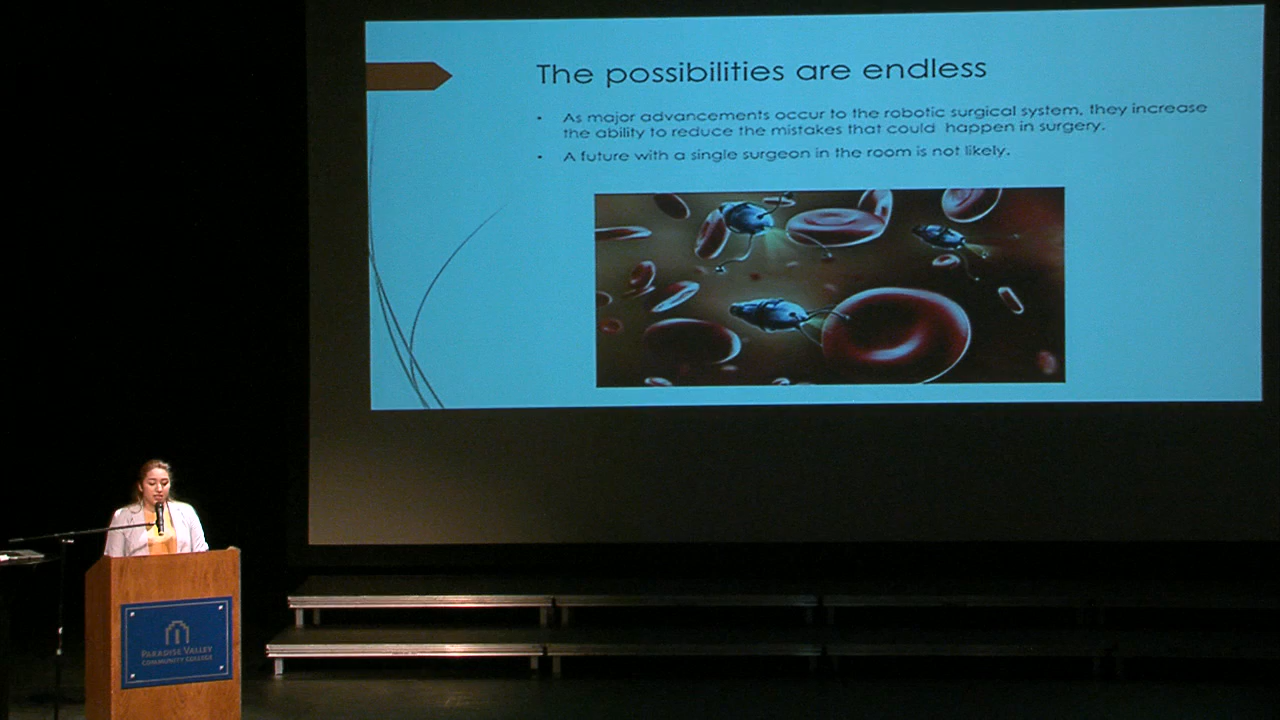 The possibilities are endless
• As major advancements occur to the robotic surgical system, they increase
the ability to reduce the mistakes that could happen in surgery.
• A future with a single surgeon in the room is not likely.
PARADISE VALLEY
COMMUNITY COLLEGE